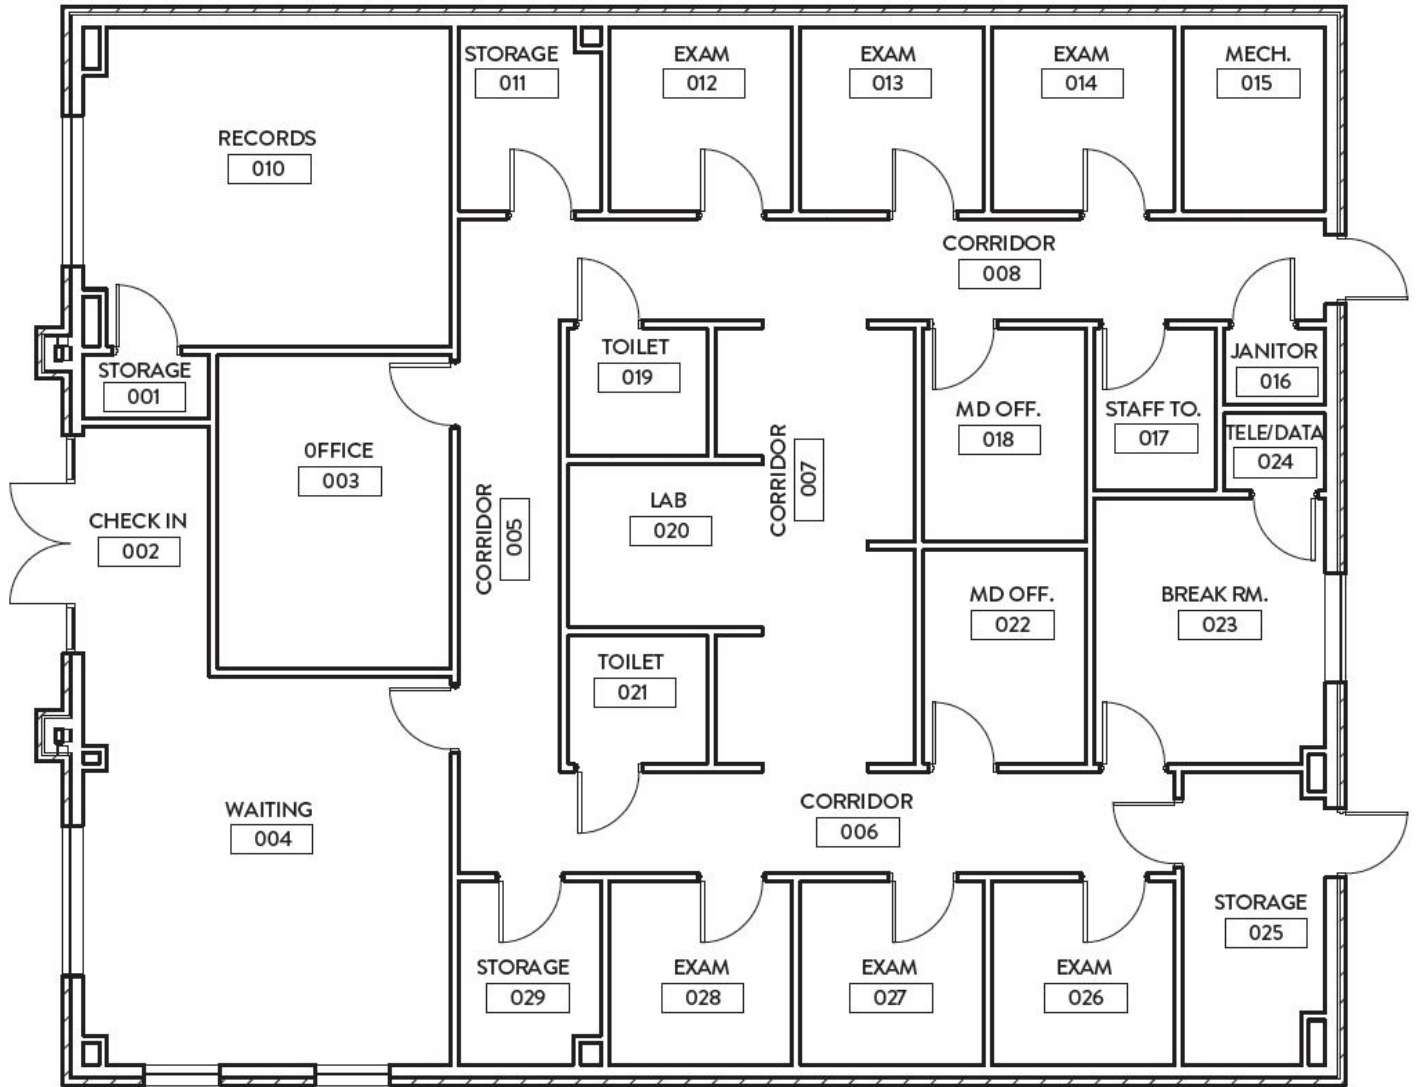 STORAGE
011
EXAM
012
EXAM
013
EXAM
014
MECH.
015
RECORDS
010
CORRIDOR
008
STORAGE
001
TOILET
019
JANITOR
016
0FFICE
003
MD OFF.
018
STAFF TO.
017
TELE/DATA
024
CHECK IN
002
CORRIDOR
005
LAB
020
CORRIDOR
007
MD OFF.
022
BREAK RM.
023
TOILET
021
WAITING
004
CORRIDOR
006
STORAGE
025
STORAGE
029
EXAM
028
EXAM
027
EXAM
026